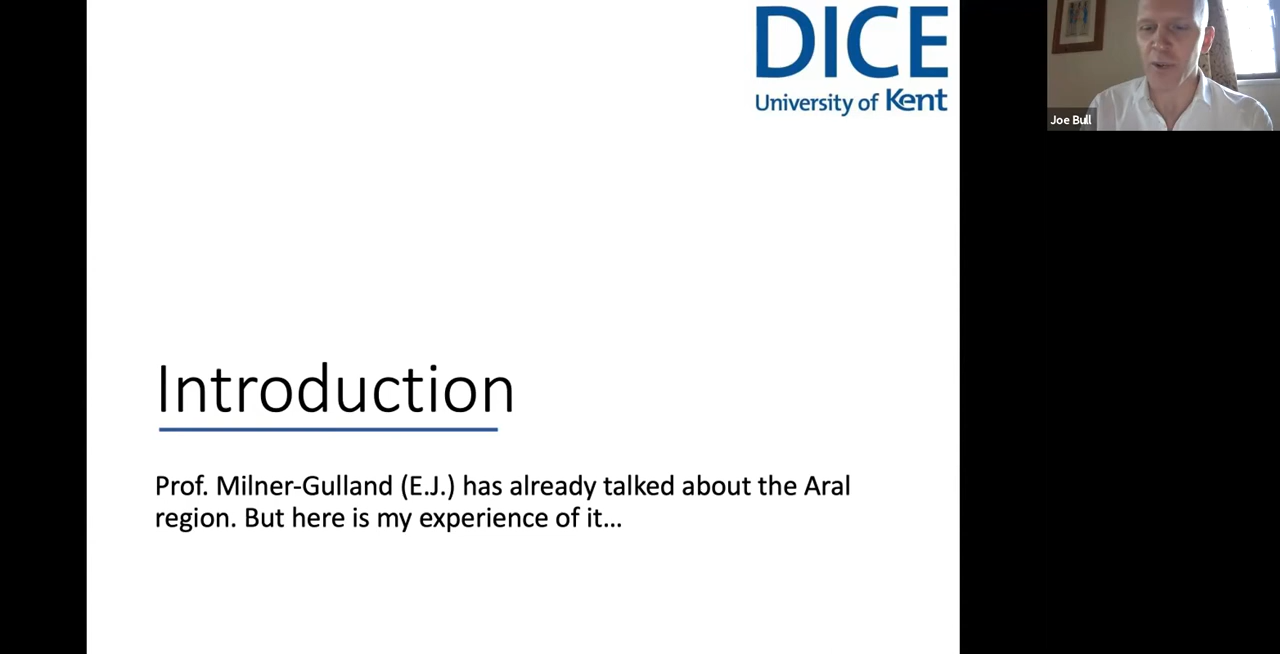 DICE
University of Kent
Joe Bull
Introduction
Prof. Milner-Gulland (E.J.) has already talked about the Aral
region. But here is my experience of it...